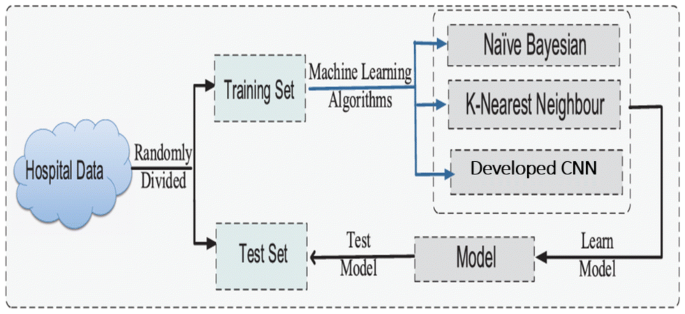 Hospital Data
Randomly
Divided
Training Set
Machine Learning
Algorithms
Naïve Bayesian
K-Nearest Neighbour
Developed CNN
Test Set
Test
Model
Model
Learn
Model